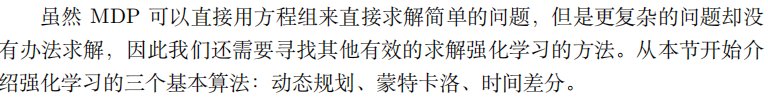 虽然 MDP 可以直接用方程组来直接求解简单的问题，但是更复杂的问题却没
有办法求解，因此我们还需要寻找其他有效的求解强化学习的方法。从本节开始介
绍强化学习的三个基本算法：动态规划、蒙特卡洛、时间差分。